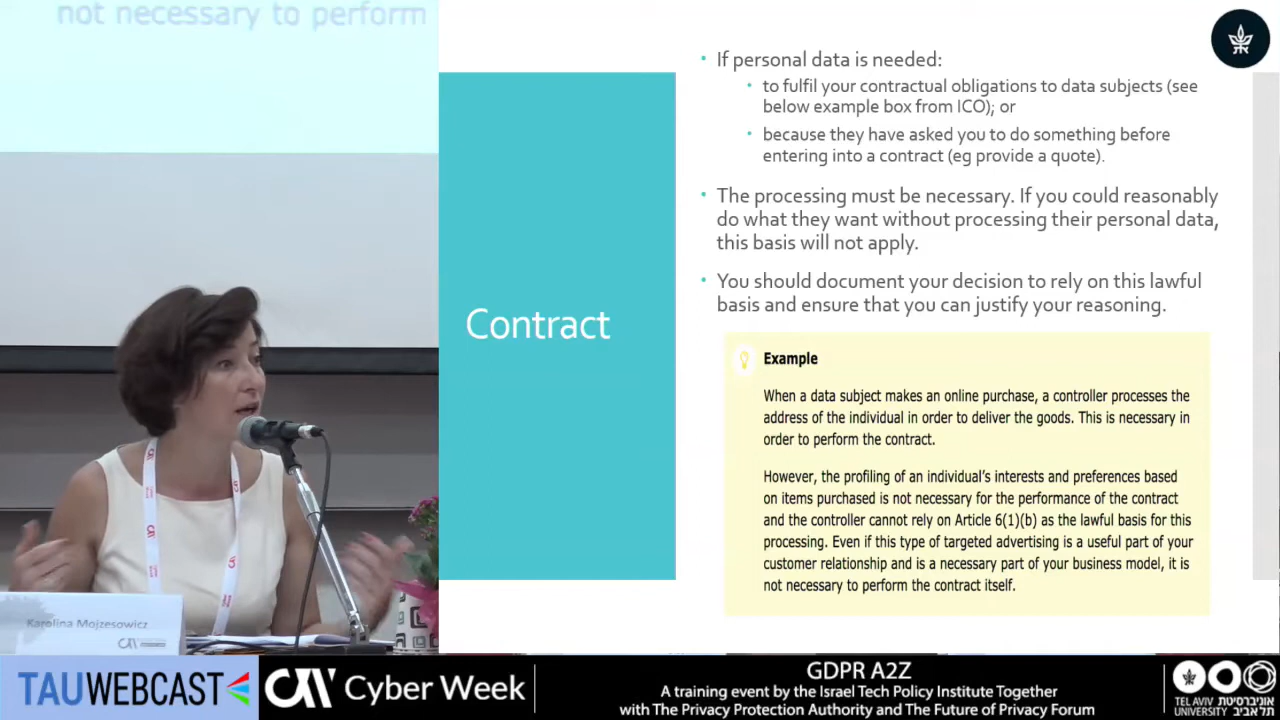 not necessary to perform
• If personal data is needed:
• to fulfil your contractual obligations to data subjects (see
below example box from ICO); or
• because they have asked you to do something before
entering into a contract (eg provide a quote).
• The processing must be necessary. If you could reasonably
do what they want without processing their personal data,
this basis will not apply.
• You should document your decision to rely on this lawful
basis and ensure that you can justify your reasoning.
Contract
Example
When a data subject makes an online purchase, a controller processes the
address of the individual in order to deliver the goods. This is necessary in
order to perform the contract.
However, the profiling of an individual's interests and preferences based
on items purchased is not necessary for the performance of the contract
and the controller cannot rely on Article 6(1)(b) as the lawful basis for this
processing. Even if this type of targeted advertising is a useful part of your
customer relationship and is a necessary part of your business model, it is
not necessary to perform the contract itself.
Karolina Mojzesowicz
TAUWEBCAST
Cyber Week
GDPR A2Z
A training event by the Israel Tech Policy Institute Together
with The Privacy Protection Authority and The Future of Privacy Forum
TEL AVIV
UNIVERSITY
אוניברסיטת
תל אביב